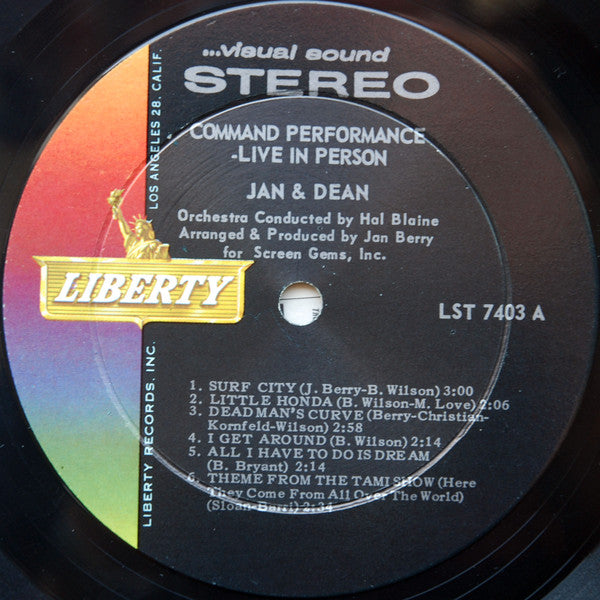 ...visual sound
STEREO
COMMAND PERFORMANCE
-LIVE IN PERSON
JAN & DEAN
Orchestra Conducted by Hal Blaine
Arranged & Produced by Jan Berry
for Screen Gems, Inc.
LIBERTY
LST 7403 A
1. SURF CITY (J. Berry-B. Wilson) 3:00
2. LITTLE HONDA (B. Wilson-M. Love) 2:06
3. DEAD MAN'S CURVE (Berry-Christian-
Kornfeld-Wilson) 2:58
4. I GET AROUND (B. Wilson) 2:14
5. ALL I HAVE TO DO IS DREAM
(B. Bryant) 2:14
6. THEME FROM THE TAMI SHOW (Here
They Come From All Over The World)
(Sloan-Barri) 2:34
LIBERTY RECORDS, INC.
LOS ANGELES 28, CALIF.